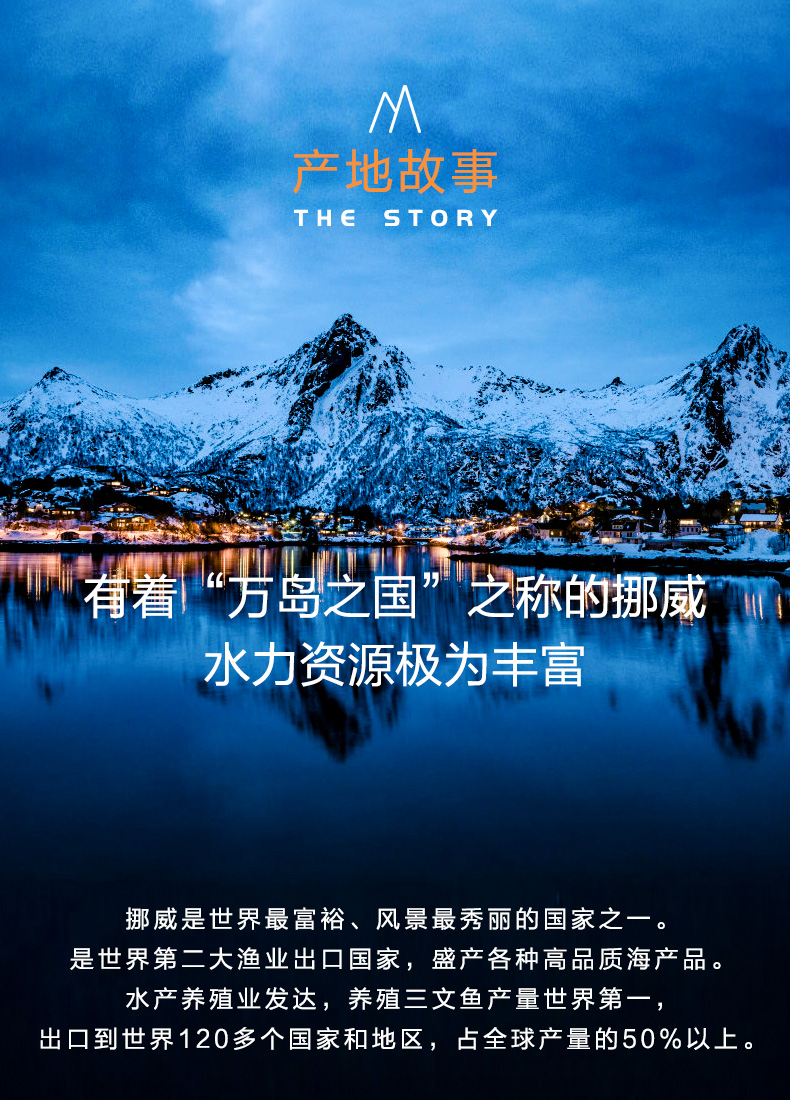 产地故事
THE STORY
有着“万岛之国”之称的挪威
水力资源极为丰富
挪威是世界最富裕、风景最秀丽的国家之一。
是世界第二大渔业出口国家，盛产各种高品质海产品。
水产养殖业发达，养殖三文鱼产量世界第一，
出口到世界120多个国家和地区，占全球产量的50%以上。